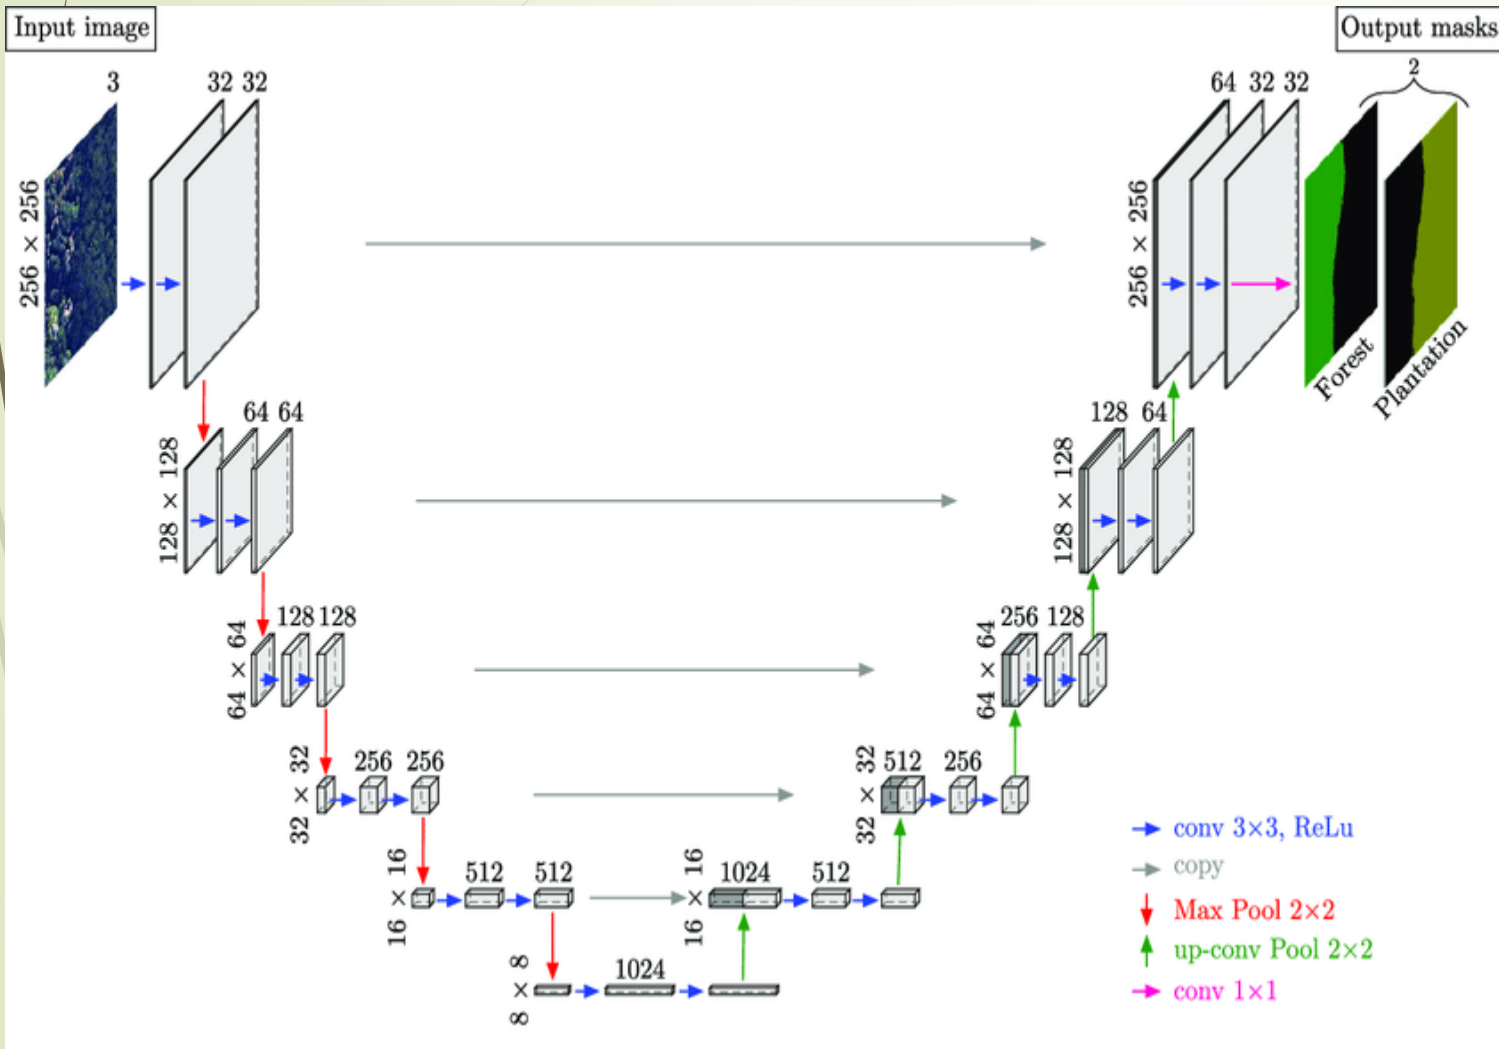 Input image
Output masks
3
32 32
256 × 256
64 32 32
2
256 × 256
Forest
Plantation
64 64
128 × 128
128 64
128 × 128
128 128
64 × 64
256 128
64 × 64
256 256
32 × 32
512 256
32 × 32
512 512
16 × 16
1024 512
16 × 16
1024
8 × 8
conv 3×3, ReLu
copy
Max Pool 2×2
up-conv Pool 2×2
conv 1×1